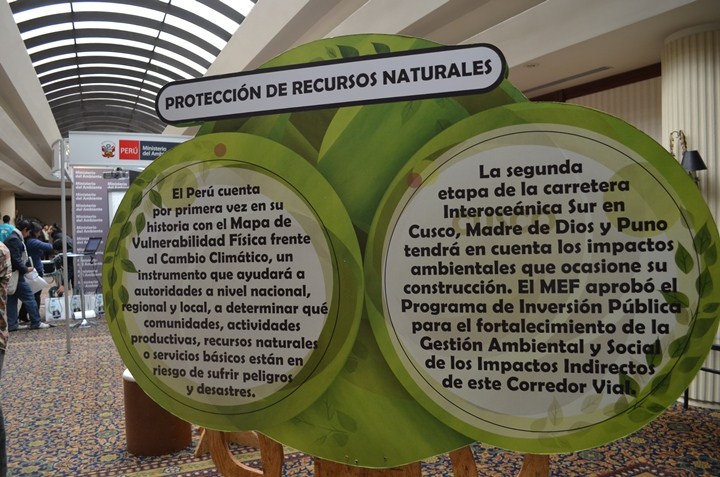 PROTECCIÓN DE RECURSOS NATURALES
PERÚ
Ministerio
del Ambiente
El Perú cuenta
por primera vez en su
historia con el Mapa de
Vulnerabilidad Física frente
al Cambio Climático, un
instrumento que ayudará a
autoridades a nivel nacional,
regional y local, a determinar qué
comunidades, actividades
productivas, recursos naturales
o servicios básicos están en
riesgo de sufrir peligros
y desastres.
La segunda
etapa de la carretera
Interoceánica Sur en
Cusco, Madre de Dios y Puno
tendrá en cuenta los impactos
ambientales que ocasione su
construcción. El MEF aprobó el
Programa de Inversión Pública
para el fortalecimiento de la
Gestión Ambiental y Social
de los Impactos Indirectos
de este Corredor Vial.